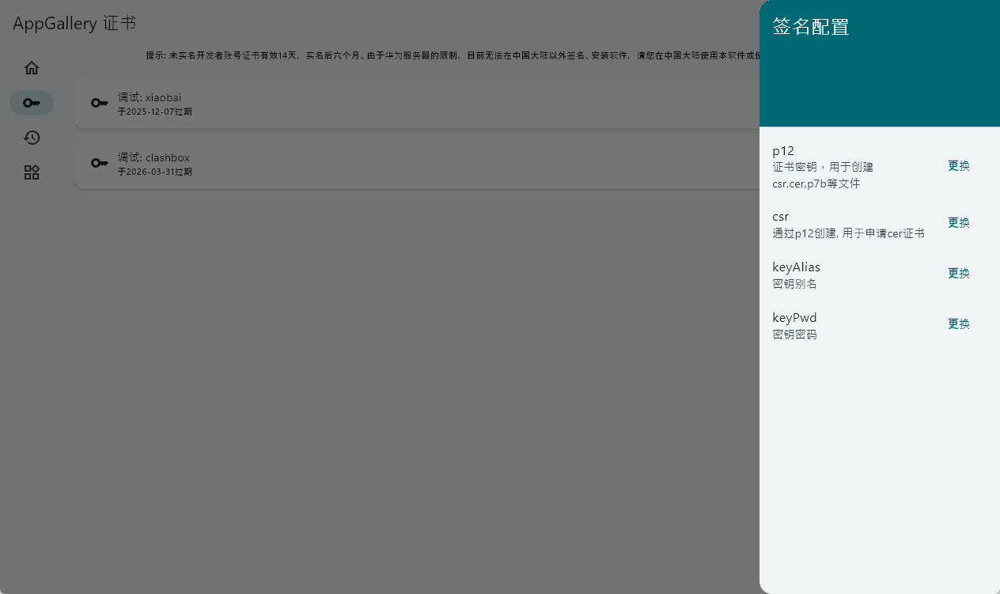 AppGallery 证书
提示: 未实名开发者账号证书有效14天，实名后六个月。由于华为服务器的限制，目前无法在中国大陆以外签名、安装软件，请您在中国大陆使用本软件或
调试: xiaobai
于2025-12-07过期
调试: clashbox
于2026-03-31过期
签名配置
p12
证书密钥，用于创建
csr,cer,p7b等文件
更换
csr
通过p12创建, 用于申请cer证书
更换
keyAlias
密钥别名
更换
keyPwd
密钥密码
更换